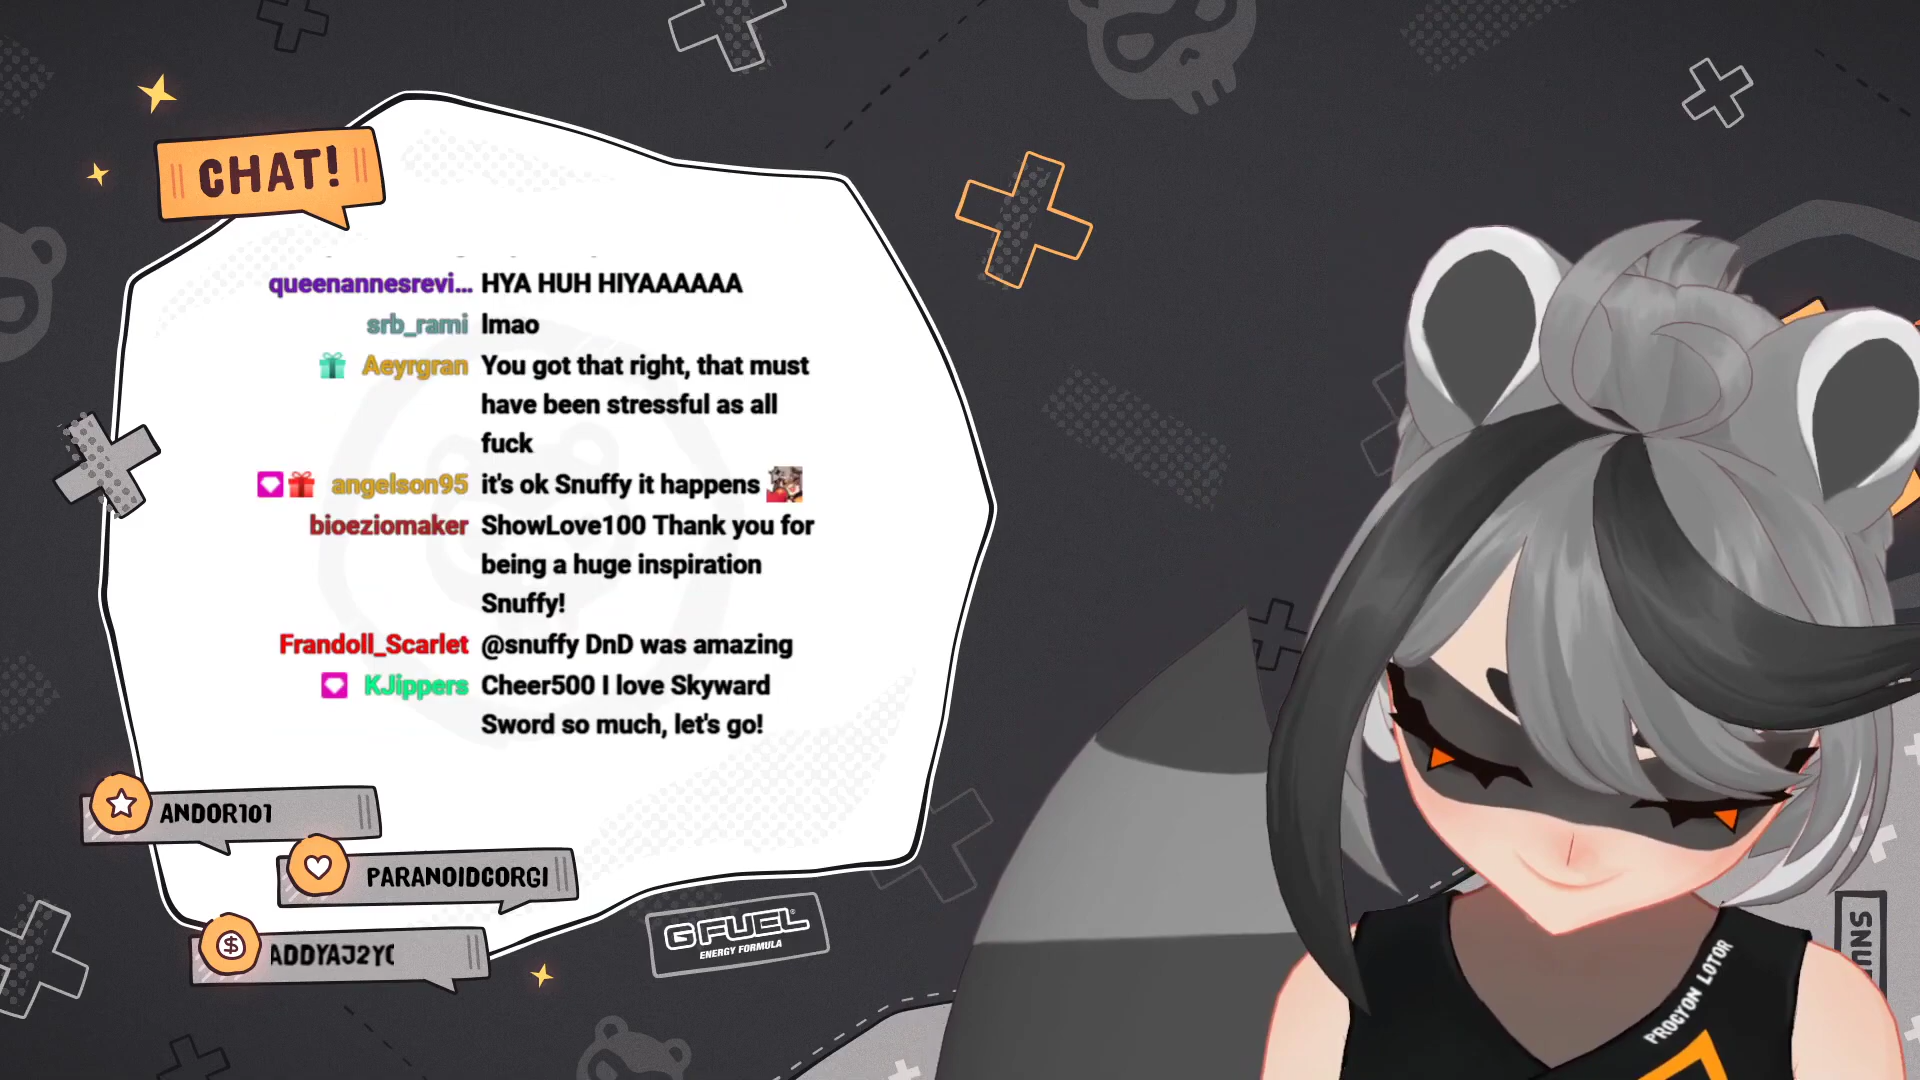 CHAT!
queenannesrevi... HYA HUH HIYAAAAAA
srb_rami lmao
Aeyrgran You got that right, that must
have been stressful as all
fuck
angelson95 it's ok Snuffy it happens
bioeziomaker ShowLove100 Thank you for
being a huge inspiration
Snuffy!
Frandoll_Scarlet @snuffy DnD was amazing
KJippers Cheer500 I love Skyward
Sword so much, let's go!
ANDOR101
PARANOIDCORGI
ADDYAJ2Y
G FUEL®
ENERGY FORMULA
PROCYON LOTOR